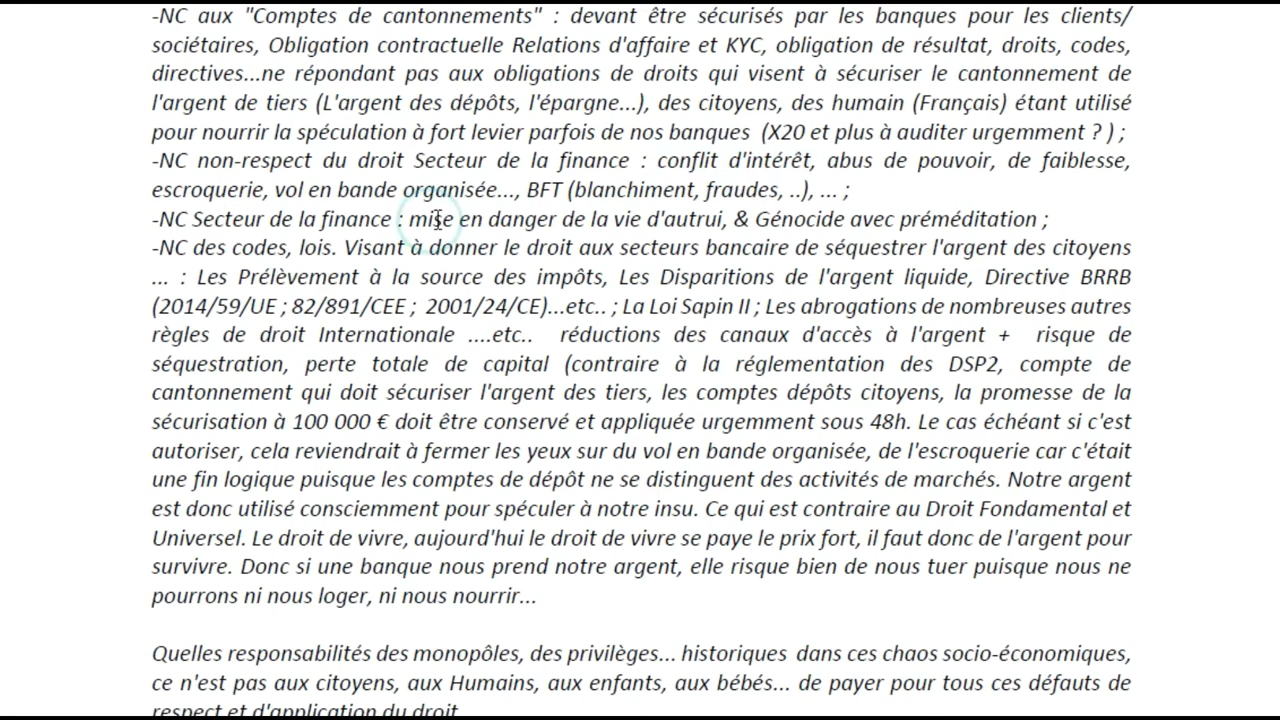 -NC aux "Comptes de cantonnements" : devant être sécurisés par les banques pour les clients/
sociétaires, Obligation contractuelle Relations d'affaire et KYC, obligation de résultat, droits, codes,
directives...ne répondant pas aux obligations de droits qui visent à sécuriser le cantonnement de
l'argent de tiers (L'argent des dépôts, l'épargne...), des citoyens, des humain (Français) étant utilisé
pour nourrir la spéculation à fort levier parfois de nos banques (X20 et plus à auditer urgemment ? ) ;
-NC non-respect du droit Secteur de la finance : conflit d'intérêt, abus de pouvoir, de faiblesse,
escroquerie, vol en bande organisée..., BFT (blanchiment, fraudes, ..), ... ;
-NC Secteur de la finance : mise en danger de la vie d'autrui, & Génocide avec préméditation ;
-NC des codes, lois. Visant à donner le droit aux secteurs bancaire de séquestrer l'argent des citoyens
... : Les Prélèvement à la source des impôts, Les Disparitions de l'argent liquide, Directive BRRB
(2014/59/UE ; 82/891/CEE ; 2001/24/CE)...etc.. ; La Loi Sapin II ; Les abrogations de nombreuses autres
règles de droit Internationale ....etc.. réductions des canaux d'accès à l'argent + risque de
séquestration, perte totale de capital (contraire à la réglementation des DSP2, compte de
cantonnement qui doit sécuriser l'argent des tiers, les comptes dépôts citoyens, la promesse de la
sécurisation à 100 000 € doit être conservé et appliquée urgemment sous 48h. Le cas échéant si c'est
autoriser, cela reviendrait à fermer les yeux sur du vol en bande organisée, de l'escroquerie car c'était
une fin logique puisque les comptes de dépôt ne se distinguent des activités de marchés. Notre argent
est donc utilisé consciemment pour spéculer à notre insu. Ce qui est contraire au Droit Fondamental et
Universel. Le droit de vivre, aujourd'hui le droit de vivre se paye le prix fort, il faut donc de l'argent pour
survivre. Donc si une banque nous prend notre argent, elle risque bien de nous tuer puisque nous ne
pourrons ni nous loger, ni nous nourrir...
Quelles responsabilités des monopôles, des privilèges... historiques dans ces chaos socio-économiques,
ce n'est pas aux citoyens, aux Humains, aux enfants, aux bébés... de payer pour tous ces défauts de
respect et d'application du droit